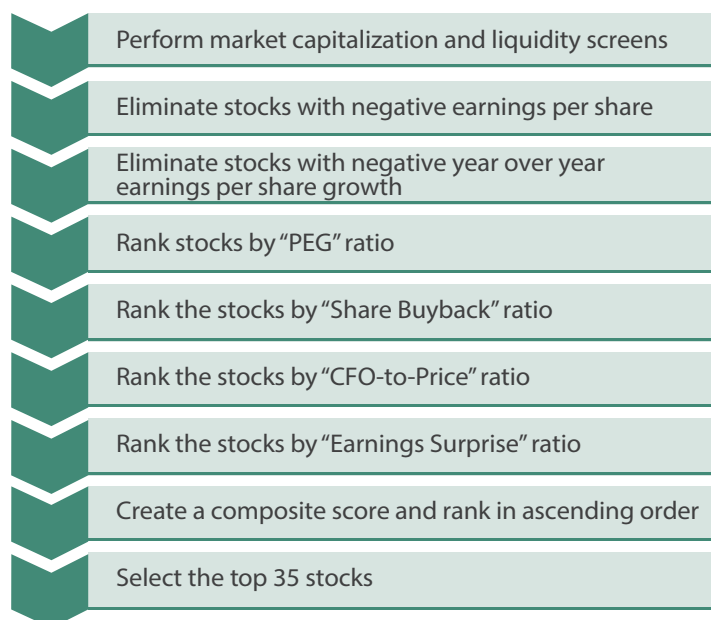 Perform market capitalization and liquidity screens
Eliminate stocks with negative earnings per share
Eliminate stocks with negative year over year
earnings per share growth
Rank stocks by “PEG” ratio
Rank the stocks by “Share Buyback” ratio
Rank the stocks by “CFO-to-Price” ratio
Rank the stocks by “Earnings Surprise” ratio
Create a composite score and rank in ascending order
Select the top 35 stocks